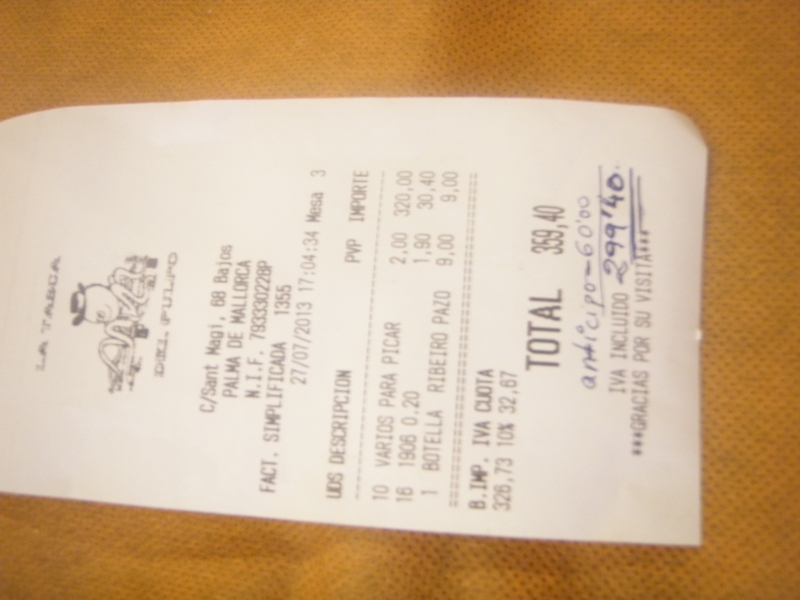 LA TASCA
DEL PULPO
C/Sant Magi, 68 Bajos
PALMA DE MALLORCA
N.I.F. 79333022BP
FACT. SIMPLIFICADA 1355
27/07/2013 17:04:34 Mesa 3
UDS DESCRIPCION PVP IMPORTE
10 VARIOS PARA PICAR 2,00 320,00
16 1906 0.20 1,90 30,40
1 BOTELLA RIBEIRO PAZO 9,00 9,00
B.IMP. IVA CUOTA
326,73 10% 32,67
TOTAL 359,40
anticipo-60'00
IVA INCLUIDO 299'40.
***GRACIAS POR SU VISITA***